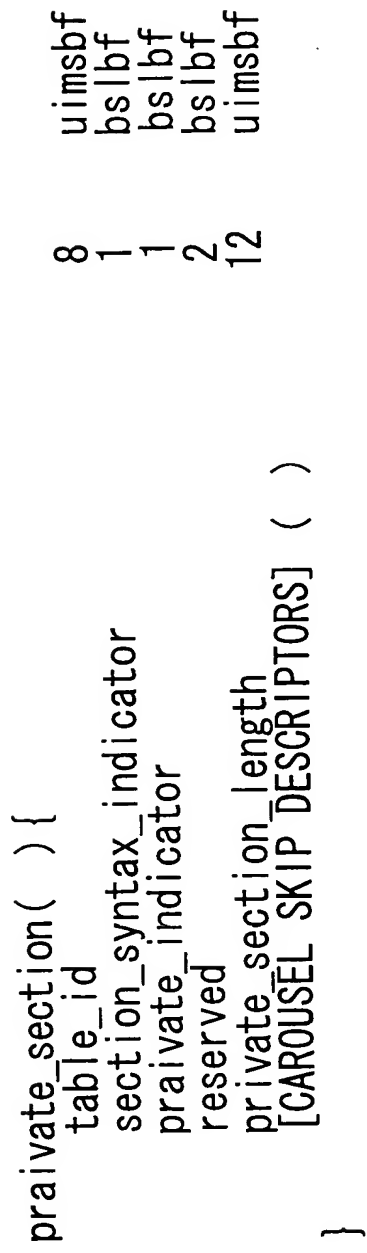 praivate_section( ) {
table_id 8 uimsbf
section_syntax_indicator 1 bslbf
praivate_indicator 1 bslbf
reserved 2 bslbf
private_section_length 12 uimsbf
[CAROUSEL SKIP DESCRIPTORS] ( )
}